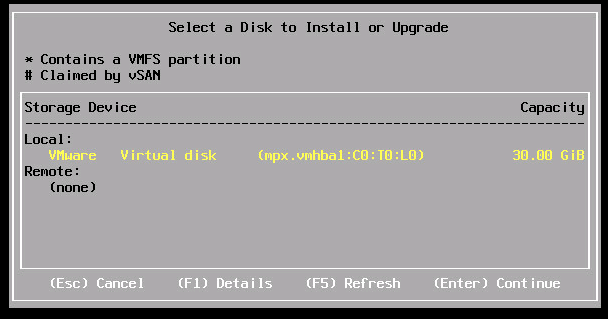 Select a Disk to Install or Upgrade
* Contains a VMFS partition
# Claimed by vSAN
Storage Device Capacity
Local:
VMware Virtual disk (mpx.vmhba1:C0:T0:L0) 30.00 GiB
Remote:
(none)
(Esc) Cancel (F1) Details (F5) Refresh (Enter) Continue